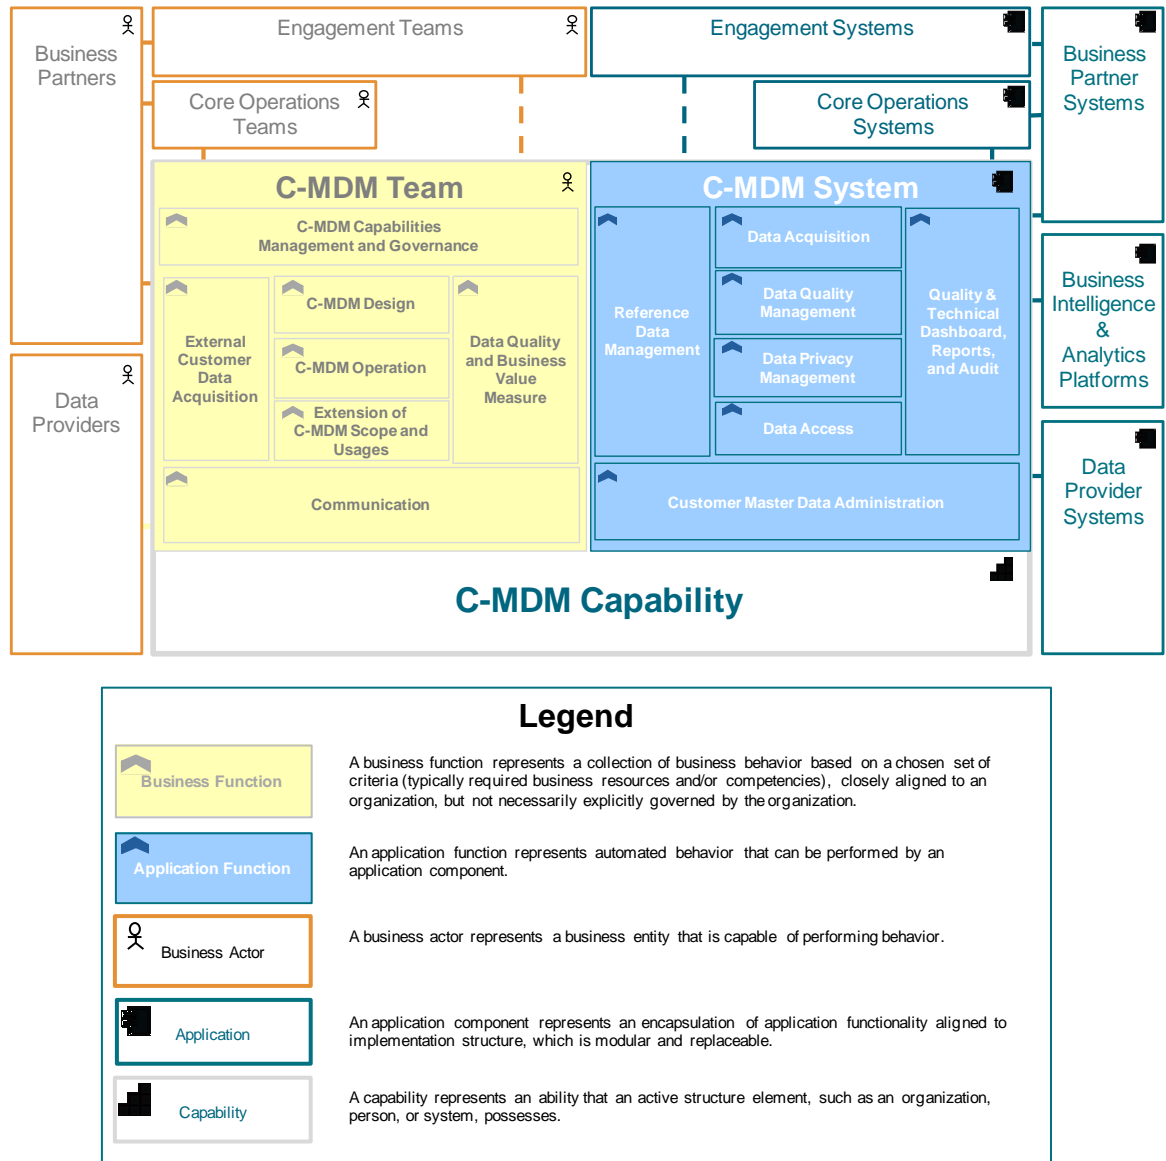 Business
Partners
Engagement Teams
Engagement Systems
Business
Partner
Systems
Core Operations
Teams
Core Operations
Systems
C-MDM Team
C-MDM Capabilities
Management and Governance
External
Customer
Data
Acquisition
C-MDM Design
C-MDM Operation
Extension of
C-MDM Scope and
Usages
Data Quality
and Business
Value
Measure
Communication
C-MDM System
Reference
Data
Management
Data Acquisition
Data Quality
Management
Data Privacy
Management
Data Access
Quality &
Technical
Dashboard,
Reports,
and Audit
Customer Master Data Administration
Business
Intelligence
&
Analytics
Platforms
Data
Providers
Data
Provider
Systems
C-MDM Capability
Legend
Business Function
A business function represents a collection of business behavior based on a chosen set of
criteria (typically required business resources and/or competencies), closely aligned to an
organization, but not necessarily explicitly governed by the organization.
Application Function
An application function represents automated behavior that can be performed by an
application component.
Business Actor
A business actor represents a business entity that is capable of performing behavior.
Application
An application component represents an encapsulation of application functionality aligned to
implementation structure, which is modular and replaceable.
Capability
A capability represents an ability that an active structure element, such as an organization,
person, or system, possesses.